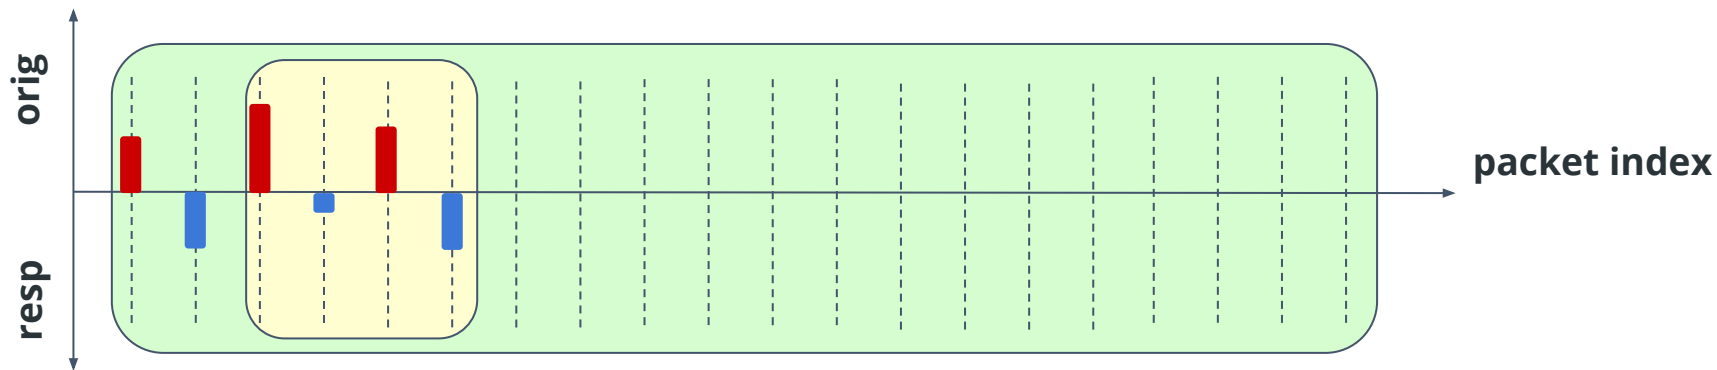 orig
resp
packet index